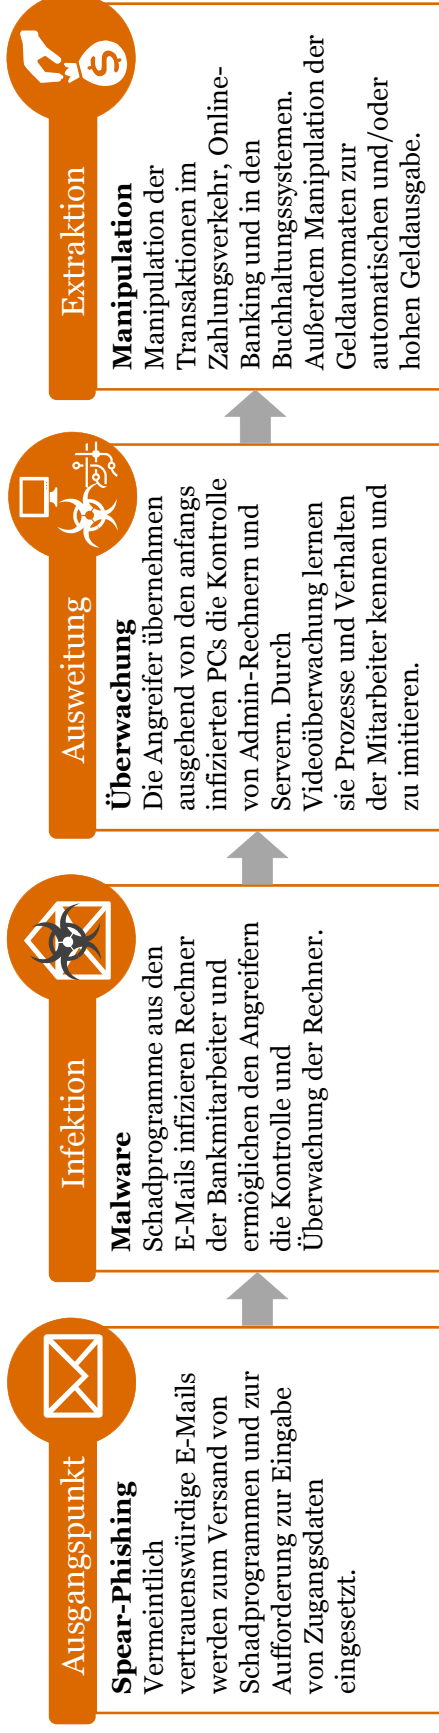 Ausgangspunkt
Spear-Phishing
Vermeintlich
vertrauenswürdige E-Mails
werden zum Versand von
Schadprogrammen und zur
Aufforderung zur Eingabe
von Zugangsdaten
eingesetzt.
Infektion
Malware
Schadprogramme aus den
E-Mails infizieren Rechner
der Bankmitarbeiter und
ermöglichen den Angreifern
die Kontrolle und
Überwachung der Rechner.
Ausweitung
Überwachung
Die Angreifer übernehmen
ausgehend von den anfangs
infizierten PCs die Kontrolle
von Admin-Rechnern und
Servern. Durch
Videoüberwachung lernen
sie Prozesse und Verhalten
der Mitarbeiter kennen und
zu imitieren.
Extraktion
$
Manipulation
Manipulation der
Transaktionen im
Zahlungsverkehr, Online-
Banking und in den
Buchhaltungssystemen.
Außerdem Manipulation der
Geldautomaten zur
automatischen und/oder
hohen Geldausgabe.